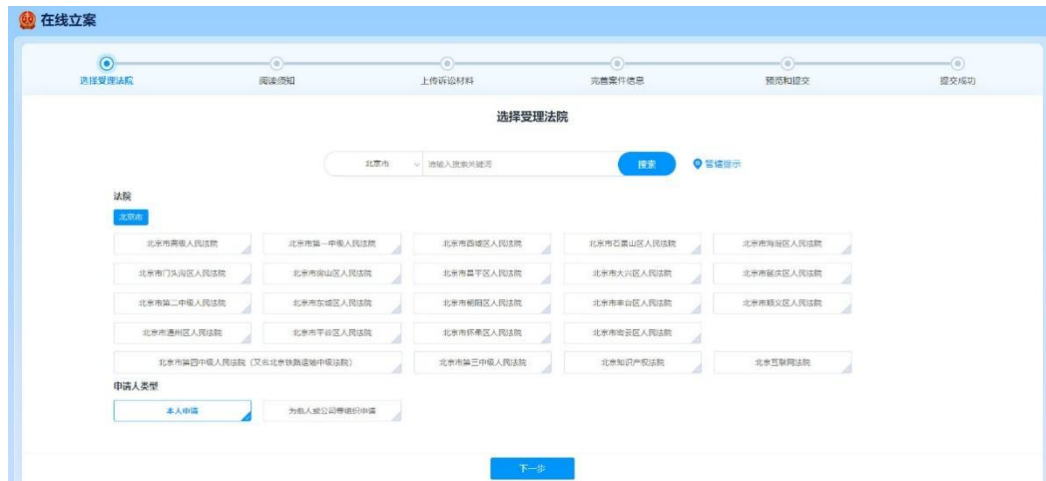 在线立案
选择受理法院 阅读须知 上传诉讼材料 完善案件信息 预览和提交 提交成功
选择受理法院
北京市 请输入搜索关键词 搜索 管辖提示
法院
北京市
北京市高级人民法院 北京市第一中级人民法院 北京市西城区人民法院 北京市石景山区人民法院 北京市海淀区人民法院
北京市门头沟区人民法院 北京市房山区人民法院 北京市昌平区人民法院 北京市大兴区人民法院 北京市延庆区人民法院
北京市第二中级人民法院 北京市东城区人民法院 北京市朝阳区人民法院 北京市丰台区人民法院 北京市顺义区人民法院
北京市通州区人民法院 北京市平谷区人民法院 北京市怀柔区人民法院 北京市密云区人民法院
北京市第四中级人民法院（又名北京铁路运输中级法院） 北京市第三中级人民法院 北京知识产权法院 北京互联网法院
申请人类型
本人申请 为他人或公司等组织申请
下一步